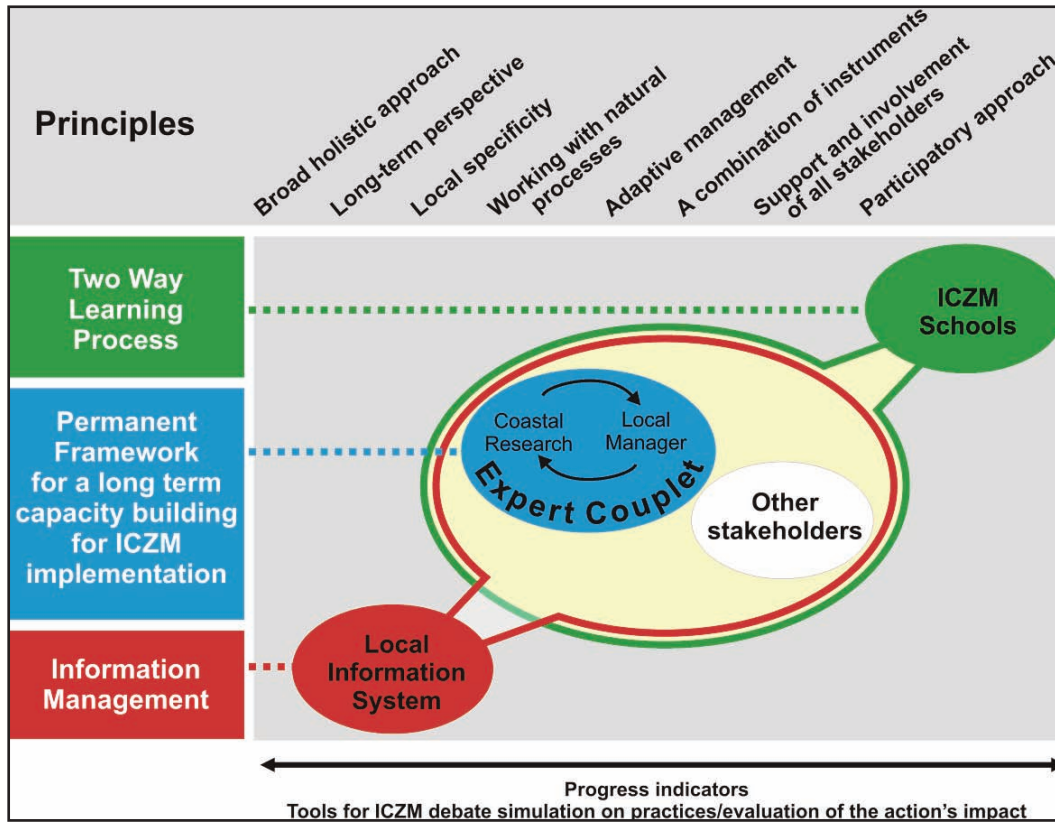 Principles
Broad holistic approach
Long-term perspective
Local specificity
Working with natural
processes
Adaptive management
A combination of instruments
Support and involvement
of all stakeholders
Participatory approach
Two Way
Learning
Process
ICZM
Schools
Permanent
Framework
for a long term
capacity building
for ICZM
implementation
Coastal
Research
Local
Manager
Expert Couplet
Other
stakeholders
Information
Management
Local
Information
System
Progress indicators
Tools for ICZM debate simulation on practices/evaluation of the action's impact